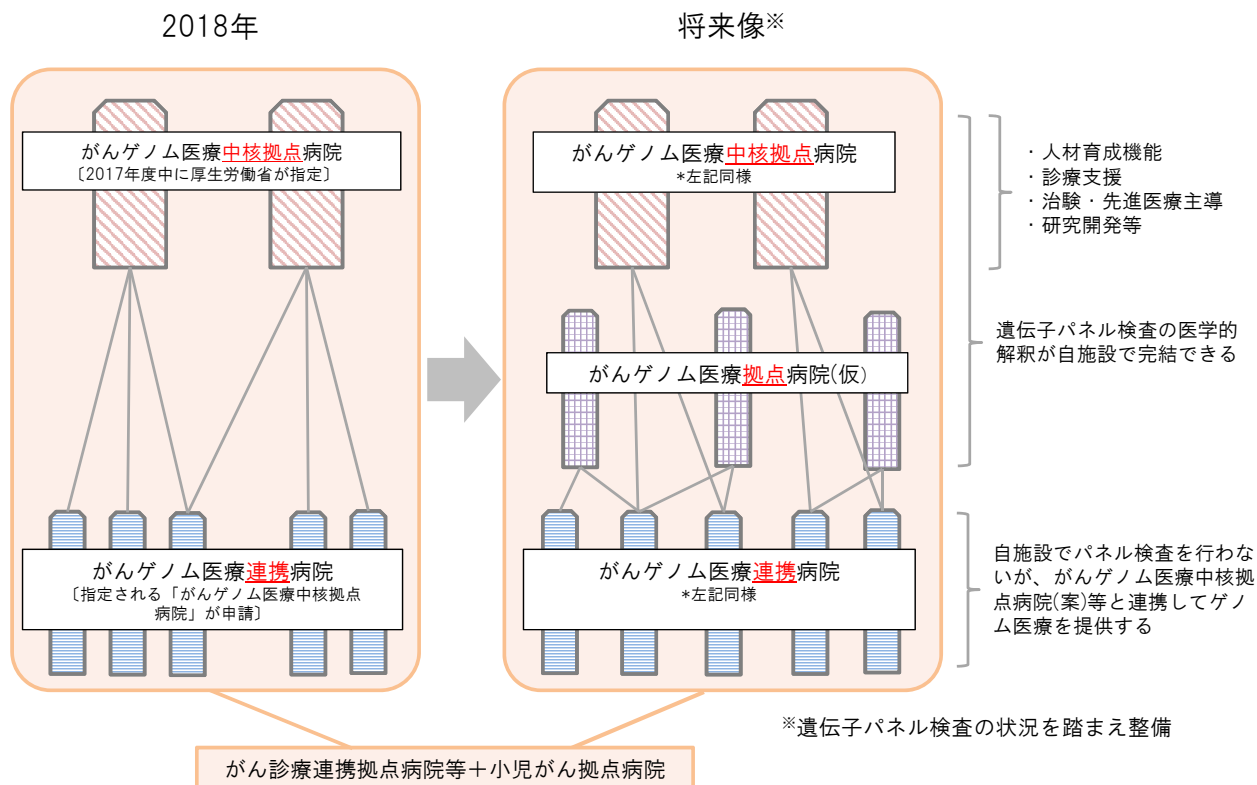 2018年
将来像※
がんゲノム医療中核拠点病院
〔2017年度中に厚生労働省が指定〕
がんゲノム医療連携病院
〔指定される「がんゲノム医療中核拠点
病院」が申請〕
がんゲノム医療中核拠点病院
*左記同様
がんゲノム医療拠点病院(仮)
がんゲノム医療連携病院
*左記同様
・人材育成機能
・診療支援
・治験・先進医療主導
・研究開発等
遺伝子パネル検査の医学的
解釈が自施設で完結できる
自施設でパネル検査を行わな
いが、がんゲノム医療中核拠
点病院(案)等と連携してゲノ
ム医療を提供する
※遺伝子パネル検査の状況を踏まえ整備
がん診療連携拠点病院等＋小児がん拠点病院